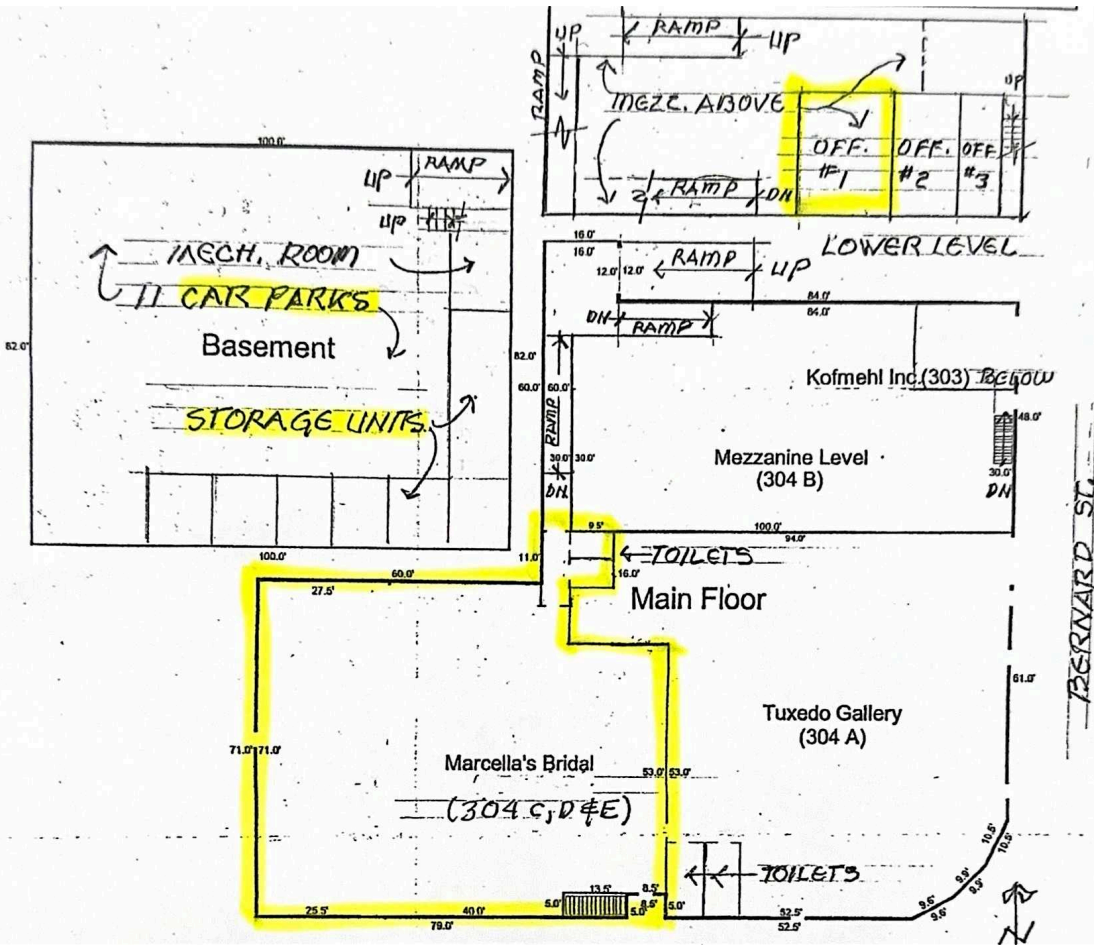 RAMP
UP
UP
RAMP
MEZZ. ABOVE
UP
OFF.
#1
OFF.
#2
OFF
#3
RAMP
DN
LOWER LEVEL
100.0'
RAMP
UP
UP
MECH. ROOM
11 CAR PARKS
Basement
STORAGE UNITS
82.0'
82.0'
100.0'
16.0'
16.0'
12.0'
12.0'
RAMP
UP
84.0'
84.0'
DN
RAMP
60.0'
60.0'
RAMP
30.0'
30.0'
DN
Kofmehl Inc.(303) BELOW
48.0'
30.0'
DN
Mezzanine Level
(304 B)
BERNARD ST.
9.5'
100.0'
94.0'
11.0'
TOILETS
16.0'
Main Floor
60.0'
27.5'
61.0'
Tuxedo Gallery
(304 A)
71.0'
71.0'
Marcella's Bridal
(304 C, D & E)
53.0'
53.0'
TOILETS
10.5'
10.5'
9.9'
9.9'
9.6'
9.6'
13.5'
8.5'
5.0'
5.0'
8.5'
5.0'
25.5'
40.0'
79.0'
52.5'
52.5'
N